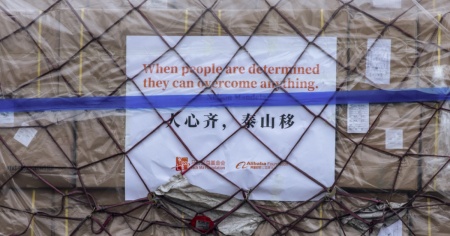 When people are determined
they can overcome anything.
人心齐，泰山移
Alibaba